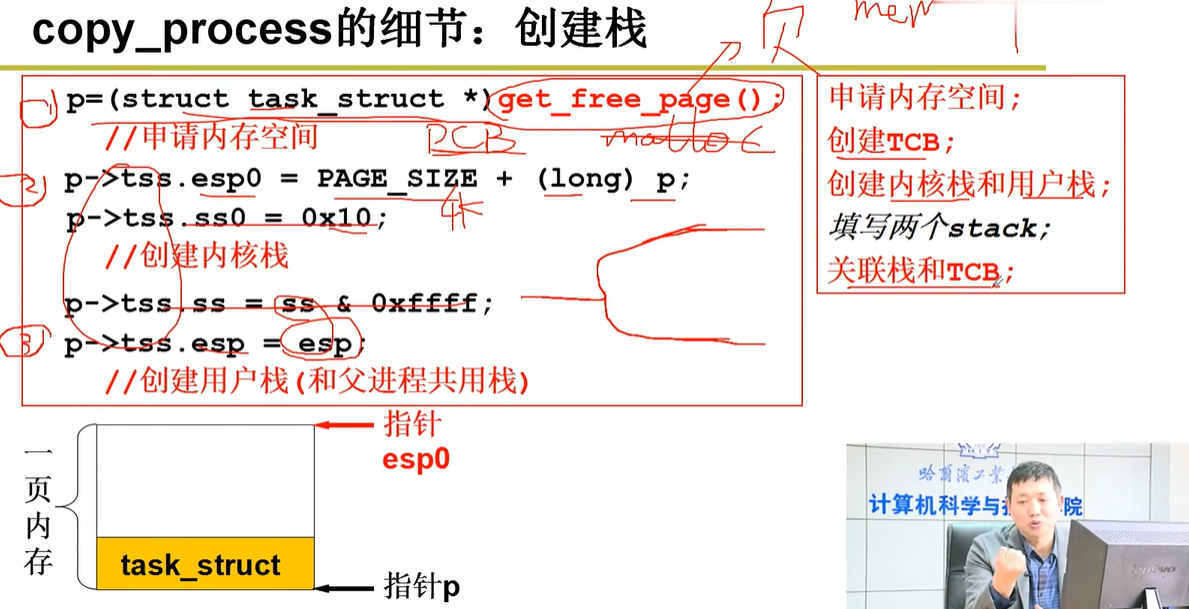 copy_process的细节：创建栈
页
mem
1
p=(struct task_struct *)get_free_page();
//申请内存空间
PCB
malloc
2
p->tss.esp0 = PAGE_SIZE + (long) p;
4K
p->tss.ss0 = 0x10;
//创建内核栈
p->tss.ss = ss & 0xffff;
3
p->tss.esp = esp;
//创建用户栈(和父进程共用栈)
申请内存空间;
创建TCB;
创建内核栈和用户栈;
填写两个stack;
关联栈和TCB;
一页内存
指针
esp0
task_struct
指针p
哈尔滨工业
计算机科学与
院